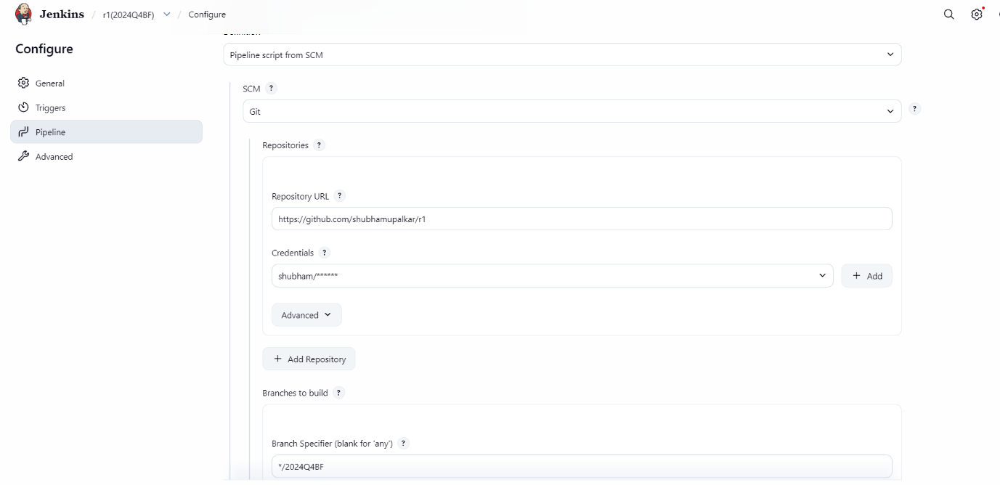 Jenkins / r1(2024Q4BF) / Configure
Configure
General
Triggers
Pipeline
Advanced
Definition
Pipeline script from SCM
SCM ?
Git
?
Repositories ?
Repository URL ?
https://github.com/shubhamupalkar/r1
Credentials ?
shubham/******
+ Add
Advanced
+ Add Repository
Branches to build ?
Branch Specifier (blank for 'any') ?
*/2024Q4BF